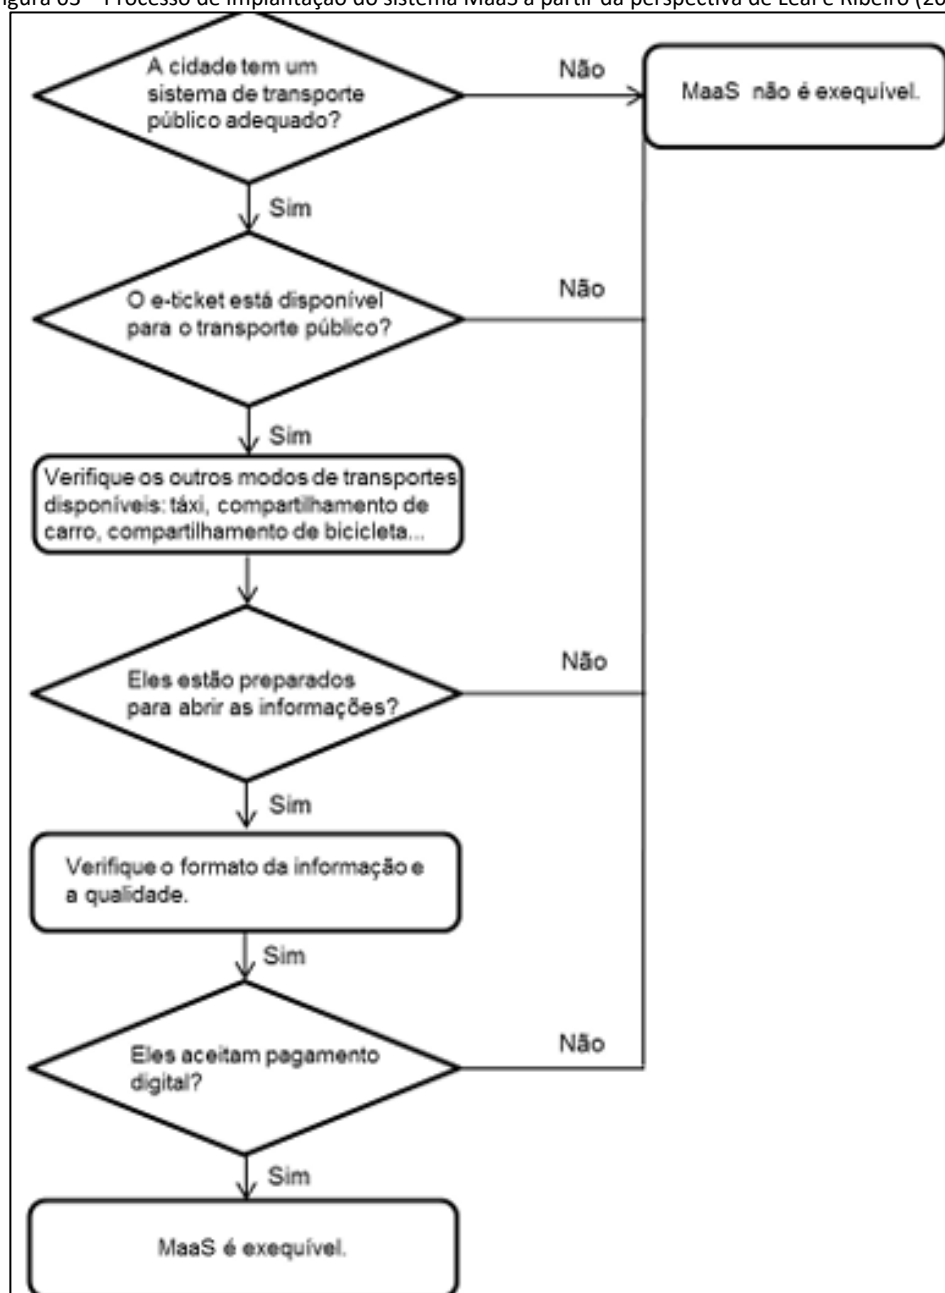 Processo de implantação do sistema MaaS a partir da perspectiva de Leal e Ribeiro
A cidade tem um
sistema de transporte
público adequado?
Não
MaaS não é exequível.
Sim
O e-ticket está disponível
para o transporte público?
Não
Sim
Verifique os outros modos de transportes
disponíveis: táxi, compartilhamento de
carro, compartilhamento de bicicleta...
Eles estão preparados
para abrir as informações?
Não
Sim
Verifique o formato da informação e
a qualidade.
Sim
Eles aceitam pagamento
digital?
Não
Sim
MaaS é exequível.